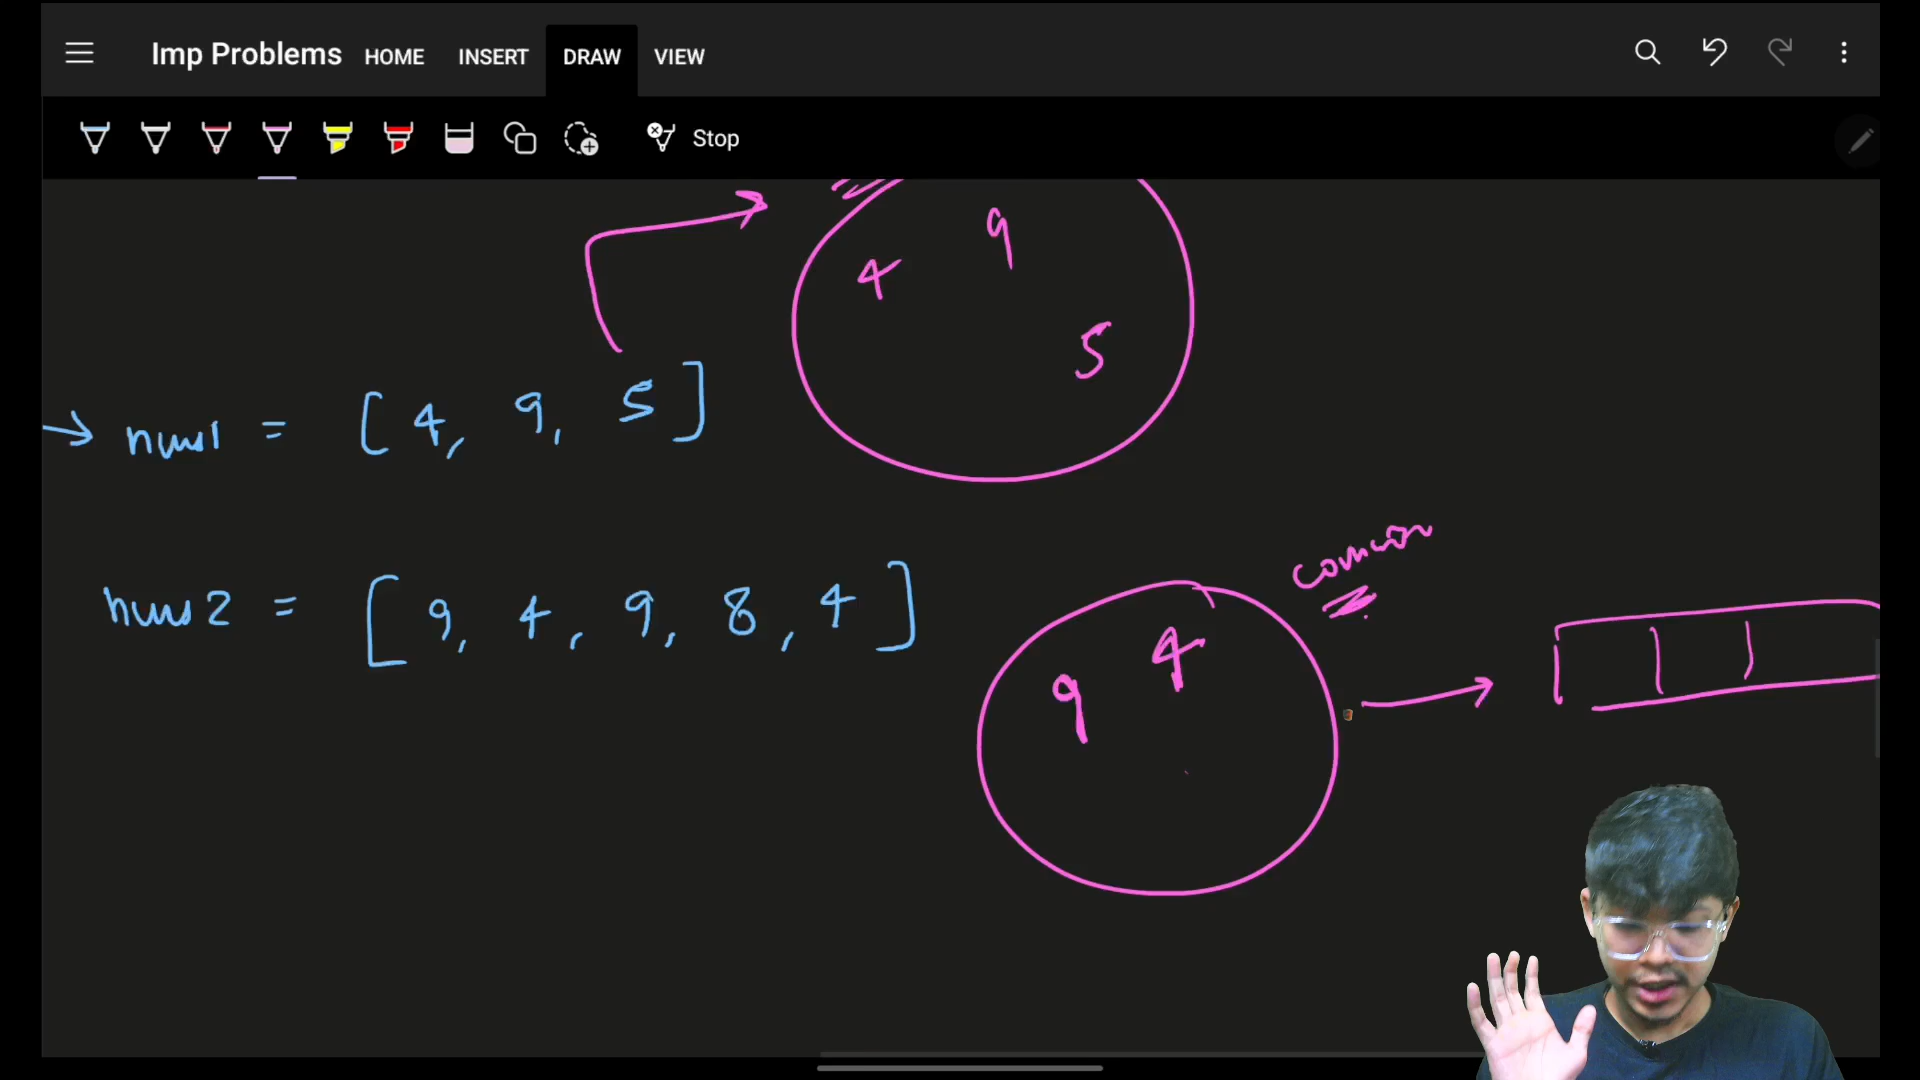 Imp Problems HOME INSERT DRAW VIEW
Stop
4 9 5
nums1 = [4, 9, 5]
common
nums2 = [9, 4, 9, 8, 4]
9 4